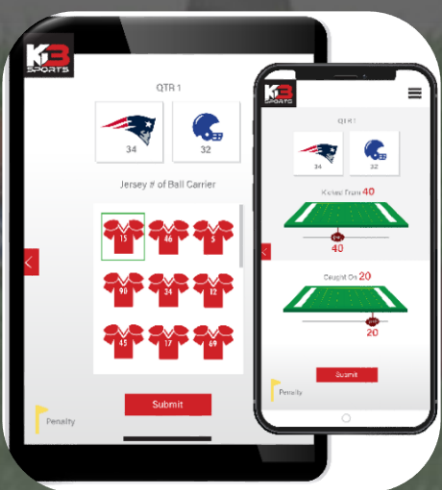 K3
SPORTS
QTR 1
34
32
Jersey # of Ball Carrier
15
46
5
90
34
12
45
17
69
Submit
Penalty
K3
SPORTS
QTR 1
34
32
Kicked From 40
40
Caught On 20
20
Submit
Penalty